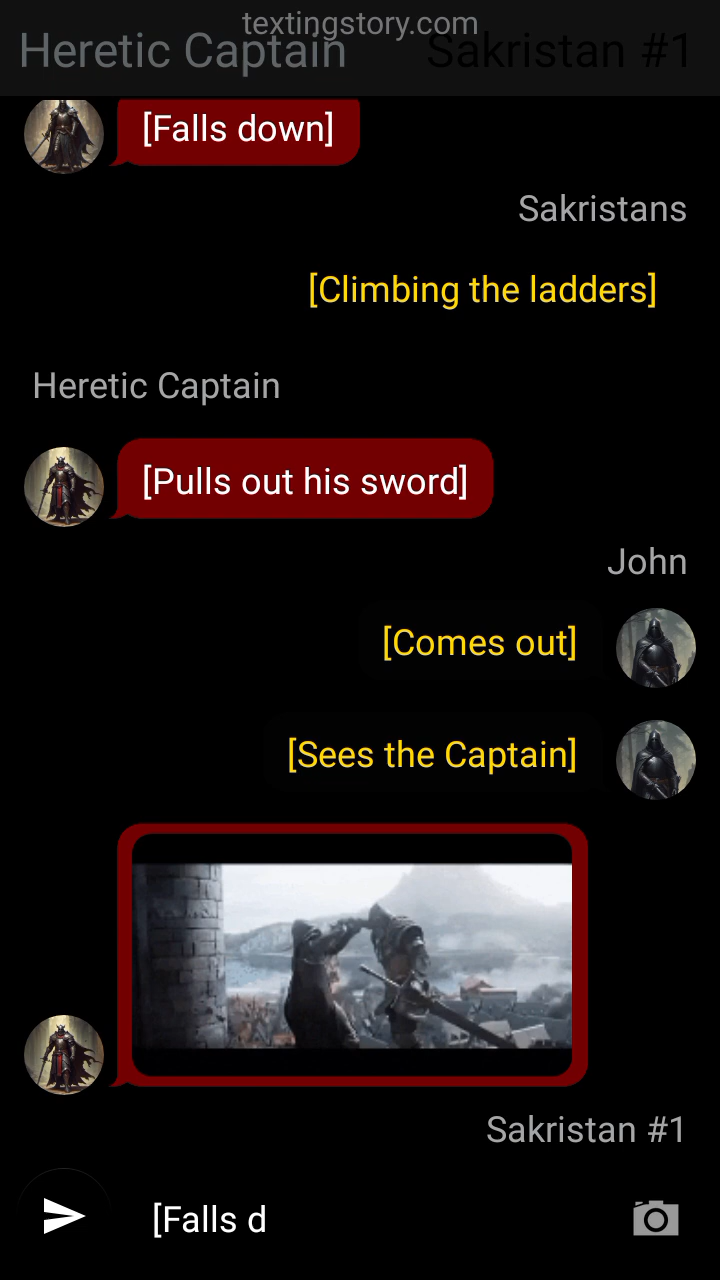 textingstory.com
Heretic Captain Sakristan #1
[Falls down]
Sakristans
[Climbing the ladders]
Heretic Captain
[Pulls out his sword]
John
[Comes out]
[Sees the Captain]
Sakristan #1
[Falls d